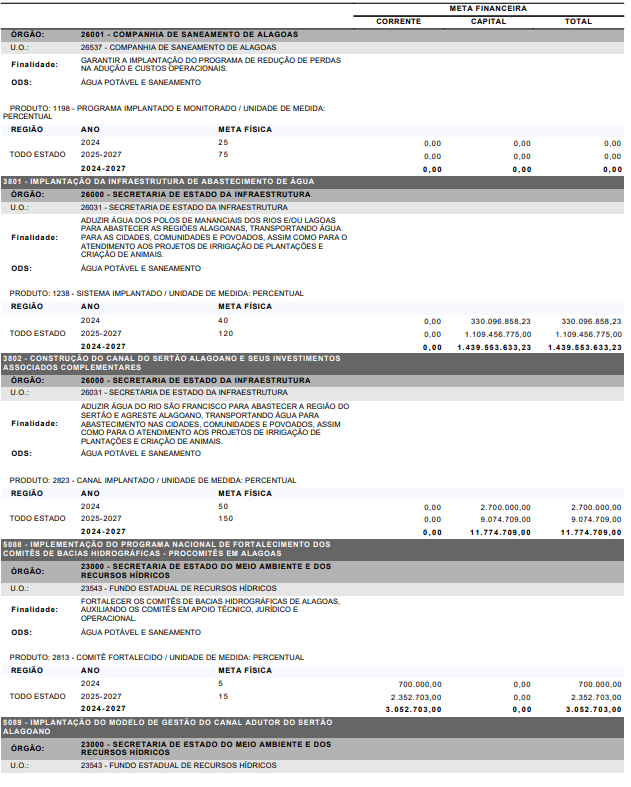 META FINANCEIRA
CORRENTE CAPITAL TOTAL
ÓRGÃO: 26001 - COMPANHIA DE SANEAMENTO DE ALAGOAS
U.O.: 26537 - COMPANHIA DE SANEAMENTO DE ALAGOAS
Finalidade: GARANTIR A IMPLANTAÇÃO DO PROGRAMA DE REDUÇÃO DE PERDAS
NA ADUÇÃO E CUSTOS OPERACIONAIS.
ODS: ÁGUA POTÁVEL E SANEAMENTO
PRODUTO: 1198 - PROGRAMA IMPLANTADO E MONITORADO / UNIDADE DE MEDIDA:
PERCENTUAL
REGIÃO ANO META FÍSICA
2024 25 0,00 0,00 0,00
TODO ESTADO 2025-2027 75 0,00 0,00 0,00
2024-2027 0,00 0,00 0,00
3801 - IMPLANTAÇÃO DA INFRAESTRUTURA DE ABASTECIMENTO DE ÁGUA
ÓRGÃO: 26000 - SECRETARIA DE ESTADO DA INFRAESTRUTURA
U.O.: 26031 - SECRETARIA DE ESTADO DA INFRAESTRUTURA
Finalidade: ADUZIR ÁGUA DOS POLOS DE MANANCIAIS DOS RIOS E/OU LAGOAS
PARA ABASTECER AS REGIÕES ALAGOANAS, TRANSPORTANDO ÁGUA
PARA AS CIDADES, COMUNIDADES E POVOADOS, ASSIM COMO PARA O
ATENDIMENTO AOS PROJETOS DE IRRIGAÇÃO DE PLANTAÇÕES E
CRIAÇÃO DE ANIMAIS.
ODS: ÁGUA POTÁVEL E SANEAMENTO
PRODUTO: 1238 - SISTEMA IMPLANTADO / UNIDADE DE MEDIDA: PERCENTUAL
REGIÃO ANO META FÍSICA
2024 40 0,00 330.096.858,23 330.096.858,23
TODO ESTADO 2025-2027 120 0,00 1.109.456.775,00 1.109.456.775,00
2024-2027 0,00 1.439.553.633,23 1.439.553.633,23
3802 - CONSTRUÇÃO DO CANAL DO SERTÃO ALAGOANO E SEUS INVESTIMENTOS
ASSOCIADOS COMPLEMENTARES
ÓRGÃO: 26000 - SECRETARIA DE ESTADO DA INFRAESTRUTURA
U.O.: 26031 - SECRETARIA DE ESTADO DA INFRAESTRUTURA
Finalidade: ADUZIR ÁGUA DO RIO SÃO FRANCISCO PARA ABASTECER A REGIÃO DO
SERTÃO E AGRESTE ALAGOANO, TRANSPORTANDO ÁGUA PARA
ABASTECIMENTO NAS CIDADES, COMUNIDADES E POVOADOS, ASSIM
COMO PARA O ATENDIMENTO AOS PROJETOS DE IRRIGAÇÃO DE
PLANTAÇÕES E CRIAÇÃO DE ANIMAIS.
ODS: ÁGUA POTÁVEL E SANEAMENTO
PRODUTO: 2823 - CANAL IMPLANTADO / UNIDADE DE MEDIDA: PERCENTUAL
REGIÃO ANO META FÍSICA
2024 50 0,00 2.700.000,00 2.700.000,00
TODO ESTADO 2025-2027 150 0,00 9.074.709,00 9.074.709,00
2024-2027 0,00 11.774.709,00 11.774.709,00
5088 - IMPLEMENTAÇÃO DO PROGRAMA NACIONAL DE FORTALECIMENTO DOS
COMITÊS DE BACIAS HIDROGRÁFICAS - PROCOMITÊS EM ALAGOAS
ÓRGÃO: 23000 - SECRETARIA DE ESTADO DO MEIO AMBIENTE E DOS
RECURSOS HÍDRICOS
U.O.: 23543 - FUNDO ESTADUAL DE RECURSOS HÍDRICOS
Finalidade: FORTALECER OS COMITÊS DE BACIAS HIDROGRÁFICAS DE ALAGOAS,
AUXILIANDO OS COMITÊS EM APOIO TÉCNICO, JURÍDICO E
OPERACIONAL.
ODS: ÁGUA POTÁVEL E SANEAMENTO
PRODUTO: 2813 - COMITÊ FORTALECIDO / UNIDADE DE MEDIDA: PERCENTUAL
REGIÃO ANO META FÍSICA
2024 5 700.000,00 0,00 700.000,00
TODO ESTADO 2025-2027 15 2.352.703,00 0,00 2.352.703,00
2024-2027 3.052.703,00 0,00 3.052.703,00
5089 - IMPLANTAÇÃO DO MODELO DE GESTÃO DO CANAL ADUTOR DO SERTÃO
ALAGOANO
ÓRGÃO: 23000 - SECRETARIA DE ESTADO DO MEIO AMBIENTE E DOS
RECURSOS HÍDRICOS
U.O.: 23543 - FUNDO ESTADUAL DE RECURSOS HÍDRICOS